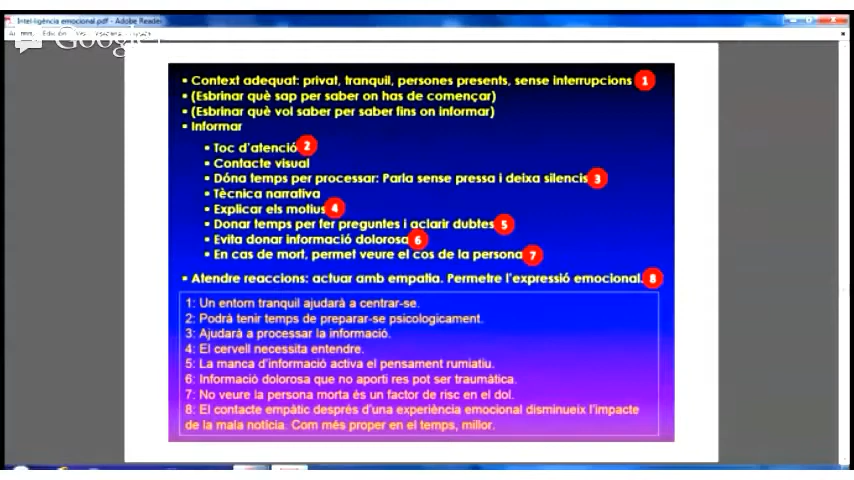 Intel·ligència emocional.pdf - Adobe Reader
Google+
• Context adequat: privat, tranquil, persones presents, sense interrupcions 1
• (Esbrinar què sap per saber on has de començar)
• (Esbrinar què vol saber per saber fins on informar)
• Informar
• Toc d'atenció 2
• Contacte visual
• Dóna temps per processar: Parla sense pressa i deixa silencis 3
• Tècnica narrativa
• Explicar els motius 4
• Donar temps per fer preguntes i aclarir dubtes 5
• Evita donar informació dolorosa 6
• En cas de mort, permet veure el cos de la persona 7
• Atendre reaccions: actuar amb empatia. Permetre l'expressió emocional. 8
1: Un entorn tranquil ajudarà a centrar-se.
2: Podrà tenir temps de preparar-se psicologicament.
3: Ajudarà a processar la informació.
4: El cervell necessita entendre.
5: La manca d'informació activa el pensament rumiatiu.
6: Informació dolorosa que no aporti res pot ser traumàtica.
7: No veure la persona morta ès un factor de risc en el dol.
8: El contacte empàtic després d'una experiència emocional disminueix l'impacte
de la mala notícia. Com més proper en el temps, millor.